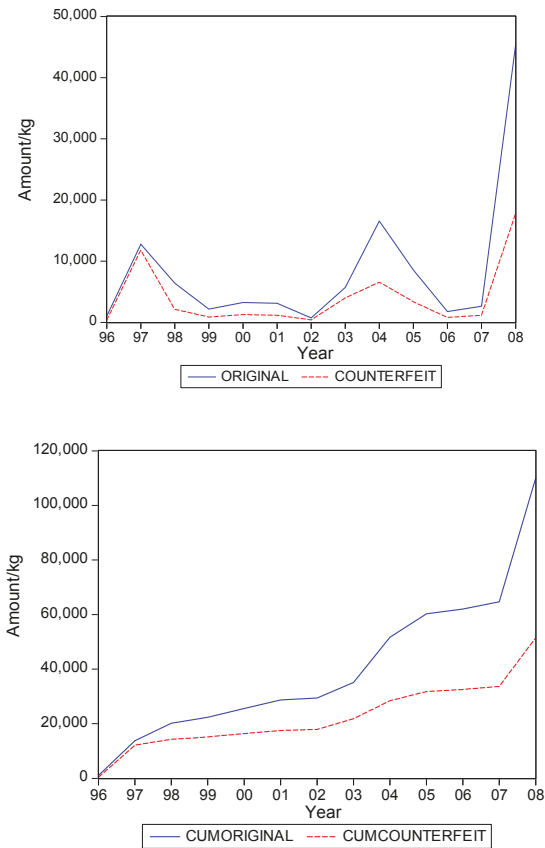 50,000
40,000
30,000
20,000
10,000
0
Amount/kg
96 97 98 99 00 01 02 03 04 05 06 07 08
Year
ORIGINAL COUNTERFEIT
120,000
100,000
80,000
60,000
40,000
20,000
0
Amount/kg
96 97 98 99 00 01 02 03 04 05 06 07 08
Year
CUMORIGINAL CUMCOUNTERFEIT